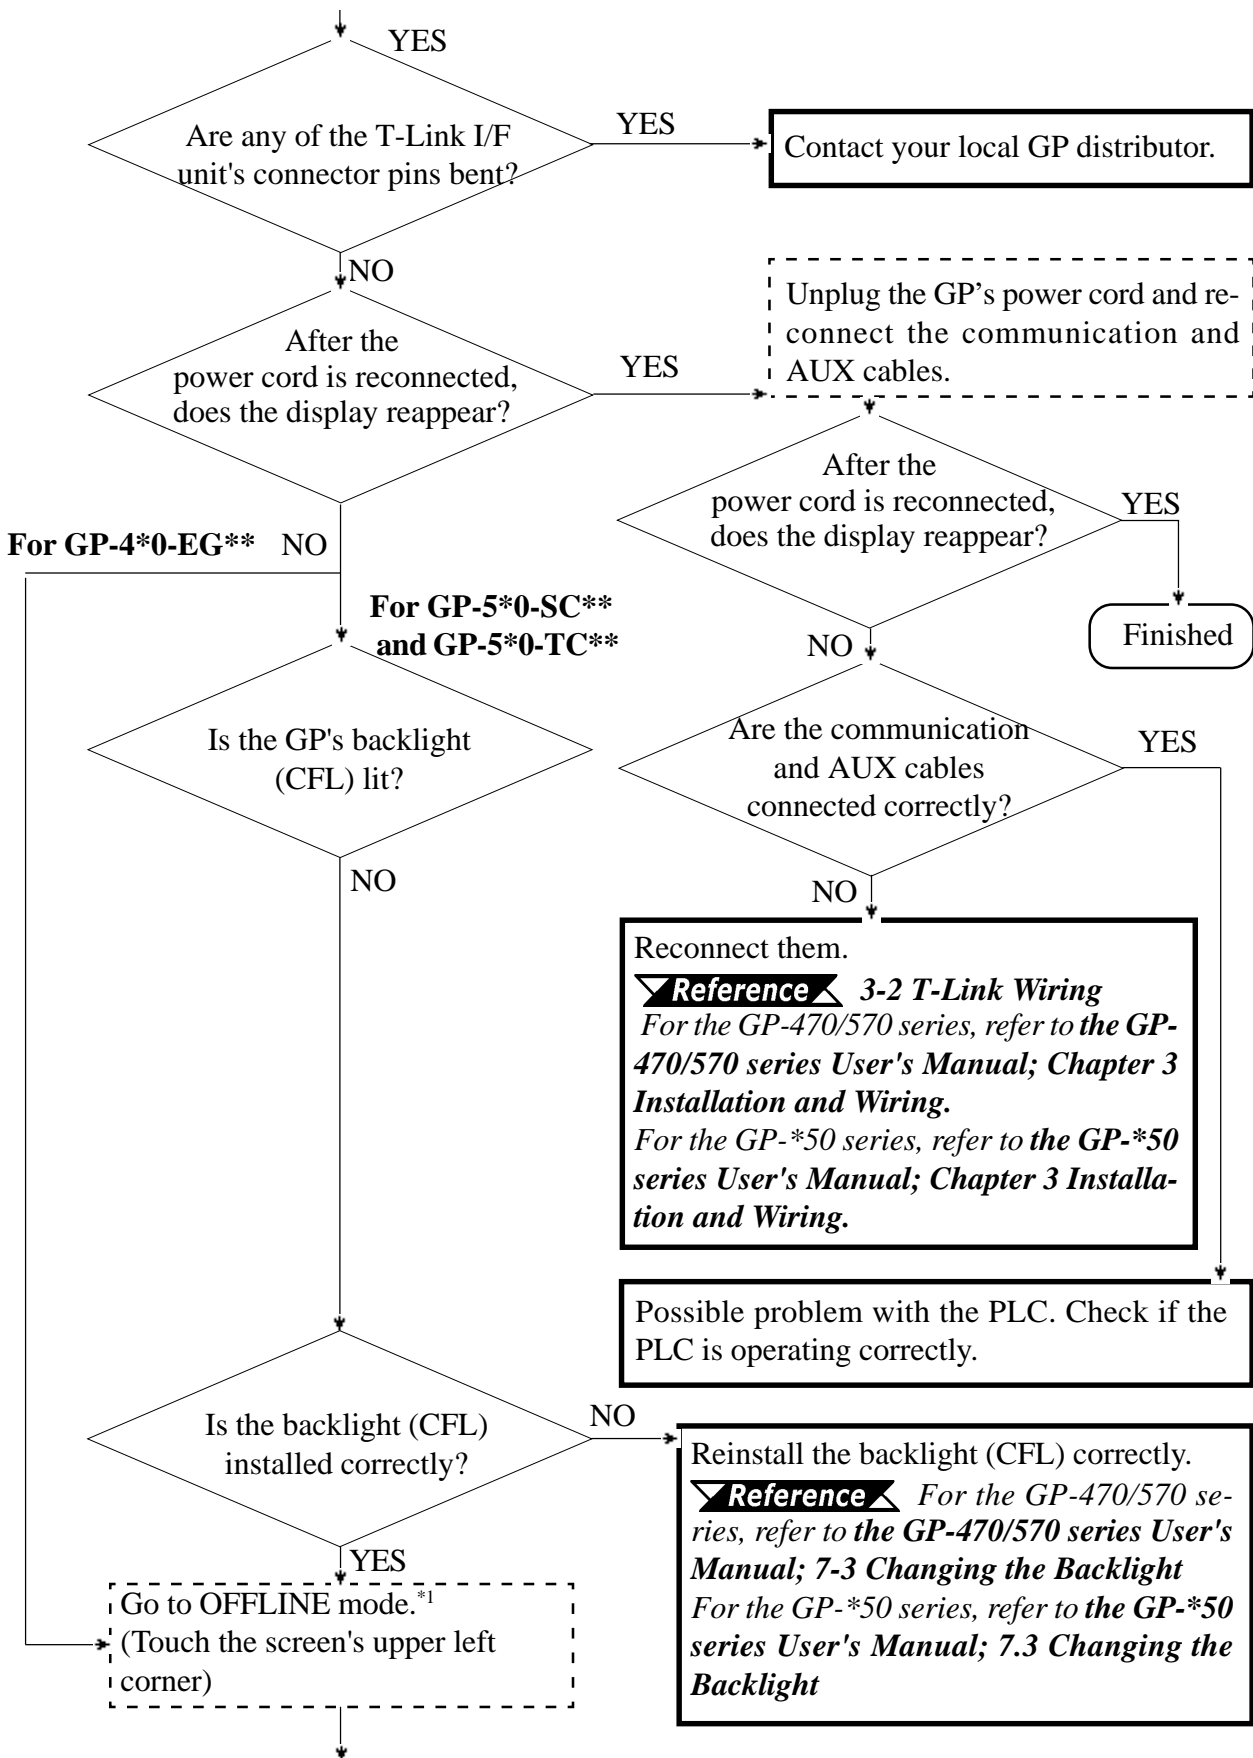 YES
Are any of the T-Link I/F
unit's connector pins bent?
YES
Contact your local GP distributor.
NO
After the
power cord is reconnected,
does the display reappear?
YES
Unplug the GP’s power cord and re-
connect the communication and
AUX cables.
After the
power cord is reconnected,
does the display reappear?
YES
Finished
For GP-4*0-EG**
NO
For GP-5*0-SC**
and GP-5*0-TC**
NO
Is the GP's backlight
(CFL) lit?
Are the communication
and AUX cables
connected correctly?
YES
NO
NO
Reconnect them.
Reference 3-2 T-Link Wiring
For the GP-470/570 series, refer to the GP-
470/570 series User's Manual; Chapter 3
Installation and Wiring.
For the GP-*50 series, refer to the GP-*50
series User's Manual; Chapter 3 Installa-
tion and Wiring.
Possible problem with the PLC. Check if the
PLC is operating correctly.
Is the backlight (CFL)
installed correctly?
NO
Reinstall the backlight (CFL) correctly.
Reference For the GP-470/570 se-
ries, refer to the GP-470/570 series User's
Manual; 7-3 Changing the Backlight
For the GP-*50 series, refer to the GP-*50
series User's Manual; 7.3 Changing the
Backlight
YES
Go to OFFLINE mode.*1
(Touch the screen's upper left
corner)